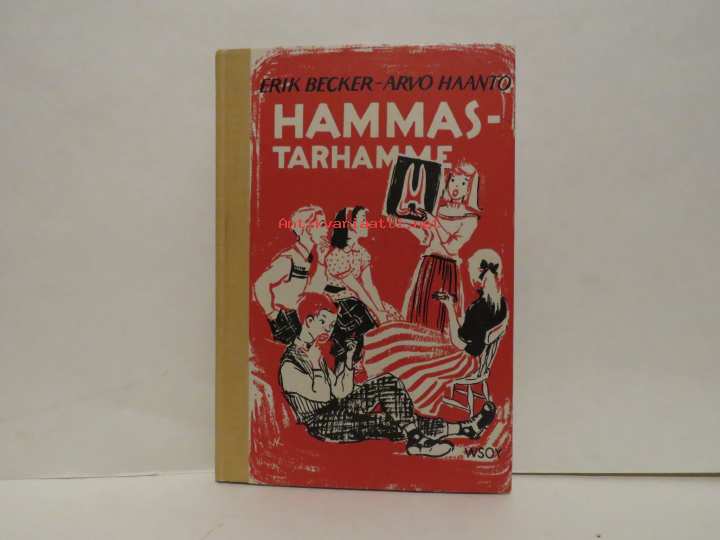 ERIK BECKER-ARVO HAANTO
HAMMAS-
TARHAMME
Antikvariaatti.net
WSOY